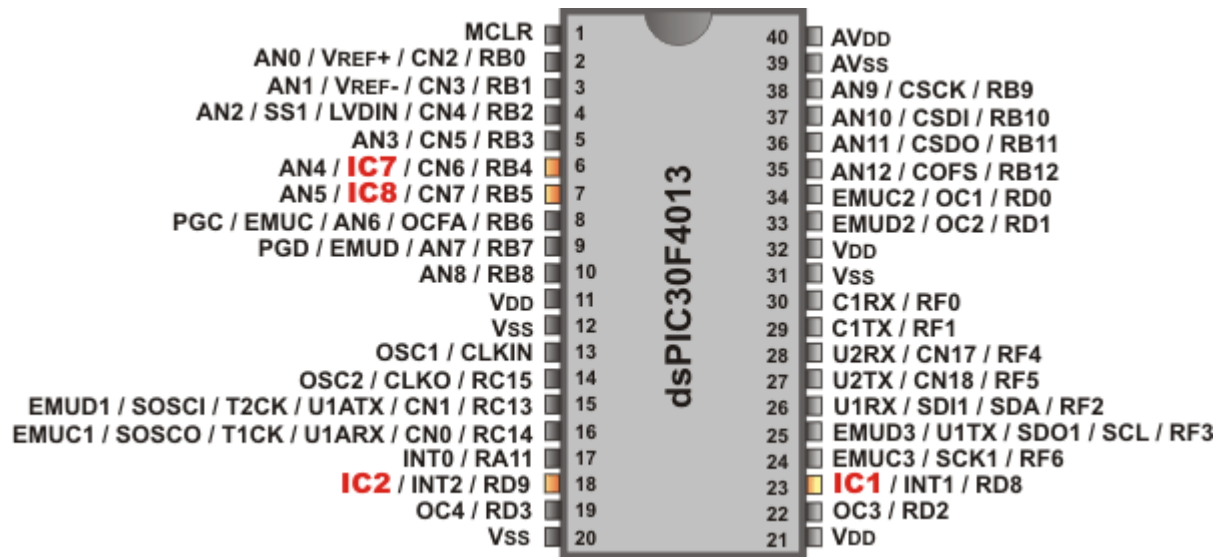 MCLR 1
AN0 / VREF+ / CN2 / RB0 2
AN1 / VREF- / CN3 / RB1 3
AN2 / SS1 / LVDIN / CN4 / RB2 4
AN3 / CN5 / RB3 5
AN4 / IC7 / CN6 / RB4 6
AN5 / IC8 / CN7 / RB5 7
PGC / EMUC / AN6 / OCFA / RB6 8
PGD / EMUD / AN7 / RB7 9
AN8 / RB8 10
VDD 11
VSS 12
OSC1 / CLKIN 13
OSC2 / CLKO / RC15 14
EMUD1 / SOSCI / T2CK / U1ATX / CN1 / RC13 15
EMUC1 / SOSCO / T1CK / U1ARX / CN0 / RC14 16
INT0 / RA11 17
IC2 / INT2 / RD9 18
OC4 / RD3 19
VSS 20
dsPIC30F4013
40 AVDD
39 AVSS
38 AN9 / CSCK / RB9
37 AN10 / CSDI / RB10
36 AN11 / CSDO / RB11
35 AN12 / COFS / RB12
34 EMUC2 / OC1 / RD0
33 EMUD2 / OC2 / RD1
32 VDD
31 VSS
30 C1RX / RF0
29 C1TX / RF1
28 U2RX / CN17 / RF4
27 U2TX / CN18 / RF5
26 U1RX / SDI1 / SDA / RF2
25 EMUD3 / U1TX / SDO1 / SCL / RF3
24 EMUC3 / SCK1 / RF6
23 IC1 / INT1 / RD8
22 OC3 / RD2
21 VDD